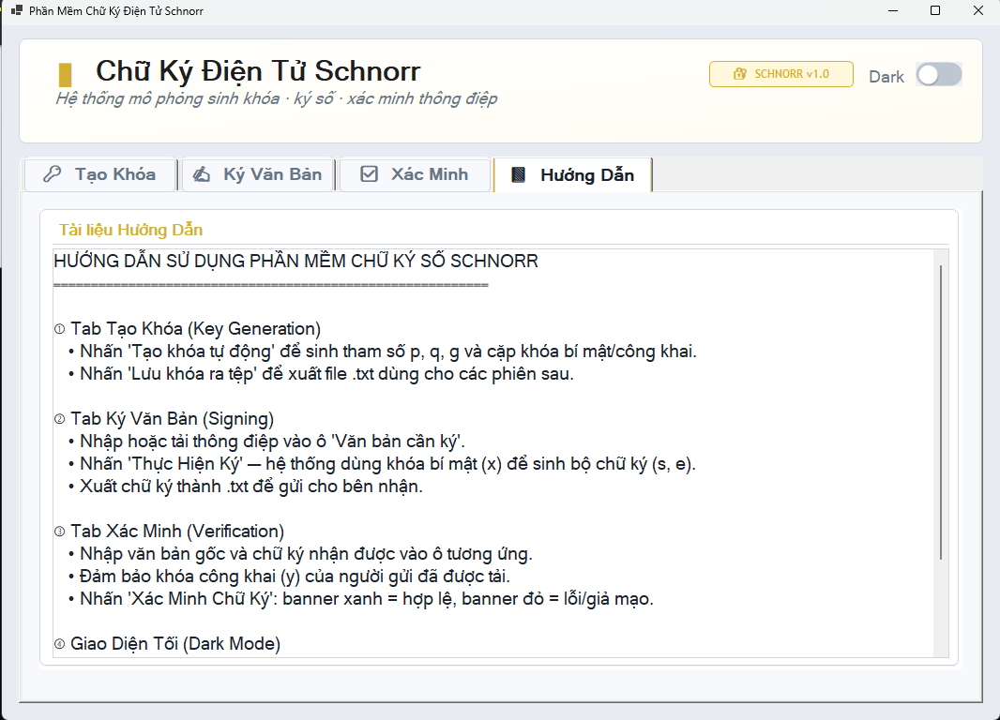 Phần Mềm Chữ Ký Điện Tử Schnorr
Chữ Ký Điện Tử Schnorr
Hệ thống mô phỏng sinh khóa · ký số · xác minh thông điệp
SCHNORR v1.0
Dark
Tạo Khóa
Ký Văn Bản
Xác Minh
Hướng Dẫn
Tài liệu Hướng Dẫn
HƯỚNG DẪN SỬ DỤNG PHẦN MỀM CHỮ KÝ SỐ SCHNORR
══════════════════════════════════════════════════════════
① Tab Tạo Khóa (Key Generation)
• Nhấn 'Tạo khóa tự động' để sinh tham số p, q, g và cặp khóa bí mật/công khai.
• Nhấn 'Lưu khóa ra tệp' để xuất file .txt dùng cho các phiên sau.
② Tab Ký Văn Bản (Signing)
• Nhập hoặc tải thông điệp vào ô 'Văn bản cần ký'.
• Nhấn 'Thực Hiện Ký' — hệ thống dùng khóa bí mật (x) để sinh bộ chữ ký (s, e).
• Xuất chữ ký thành .txt để gửi cho bên nhận.
③ Tab Xác Minh (Verification)
• Nhập văn bản gốc và chữ ký nhận được vào ô tương ứng.
• Đảm bảo khóa công khai (y) của người gửi đã được tải.
• Nhấn 'Xác Minh Chữ Ký': banner xanh = hợp lệ, banner đỏ = lỗi/giả mạo.
④ Giao Diện Tối (Dark Mode)